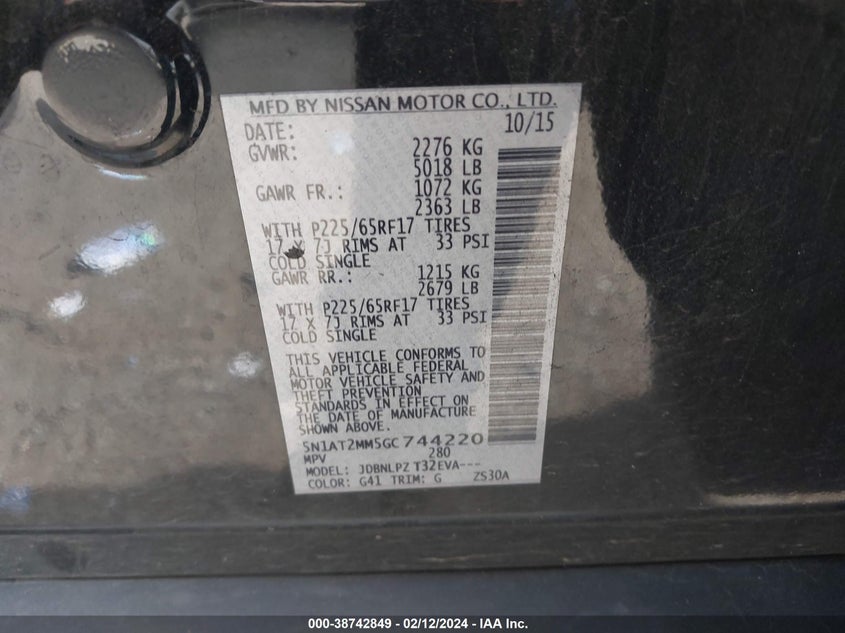 MFD BY NISSAN MOTOR CO., LTD.
DATE: 10/15
GVWR: 2276 KG
5018 LB
GAWR FR.: 1072 KG
2363 LB
WITH P225/65RF17 TIRES
17 X 7J RIMS AT 33 PSI
COLD SINGLE
GAWR RR.: 1215 KG
2679 LB
WITH P225/65RF17 TIRES
17 X 7J RIMS AT 33 PSI
COLD SINGLE
THIS VEHICLE CONFORMS TO
ALL APPLICABLE FEDERAL
MOTOR VEHICLE SAFETY AND
THEFT PREVENTION
STANDARDS IN EFFECT ON
THE DATE OF MANUFACTURE
SHOWN ABOVE.
5N1AT2MM5GC744220
MPV 280
MODEL: JDBNLPZ T32EVA---
COLOR: G41 TRIM: G ZS30A
000-38742849 - 02/12/2024 - IAA Inc.